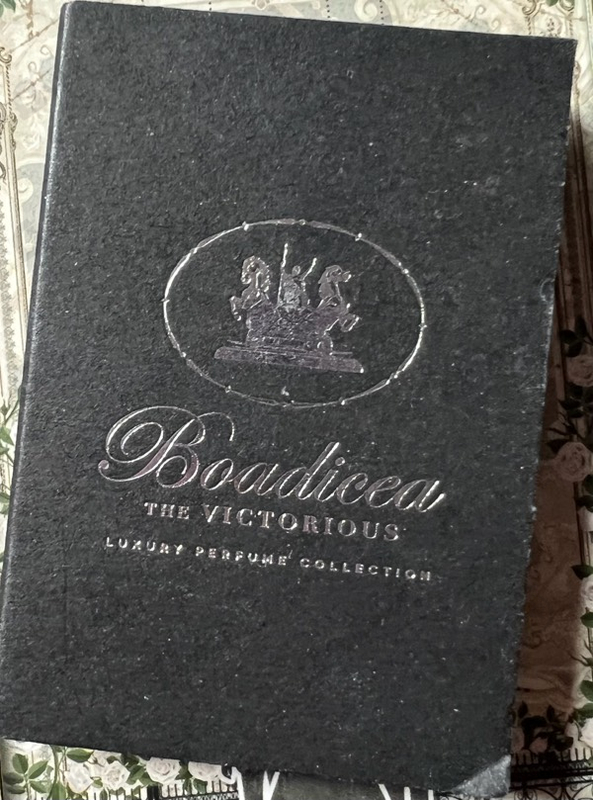 Boadicea
THE VICTORIOUS
LUXURY PERFUME COLLECTION